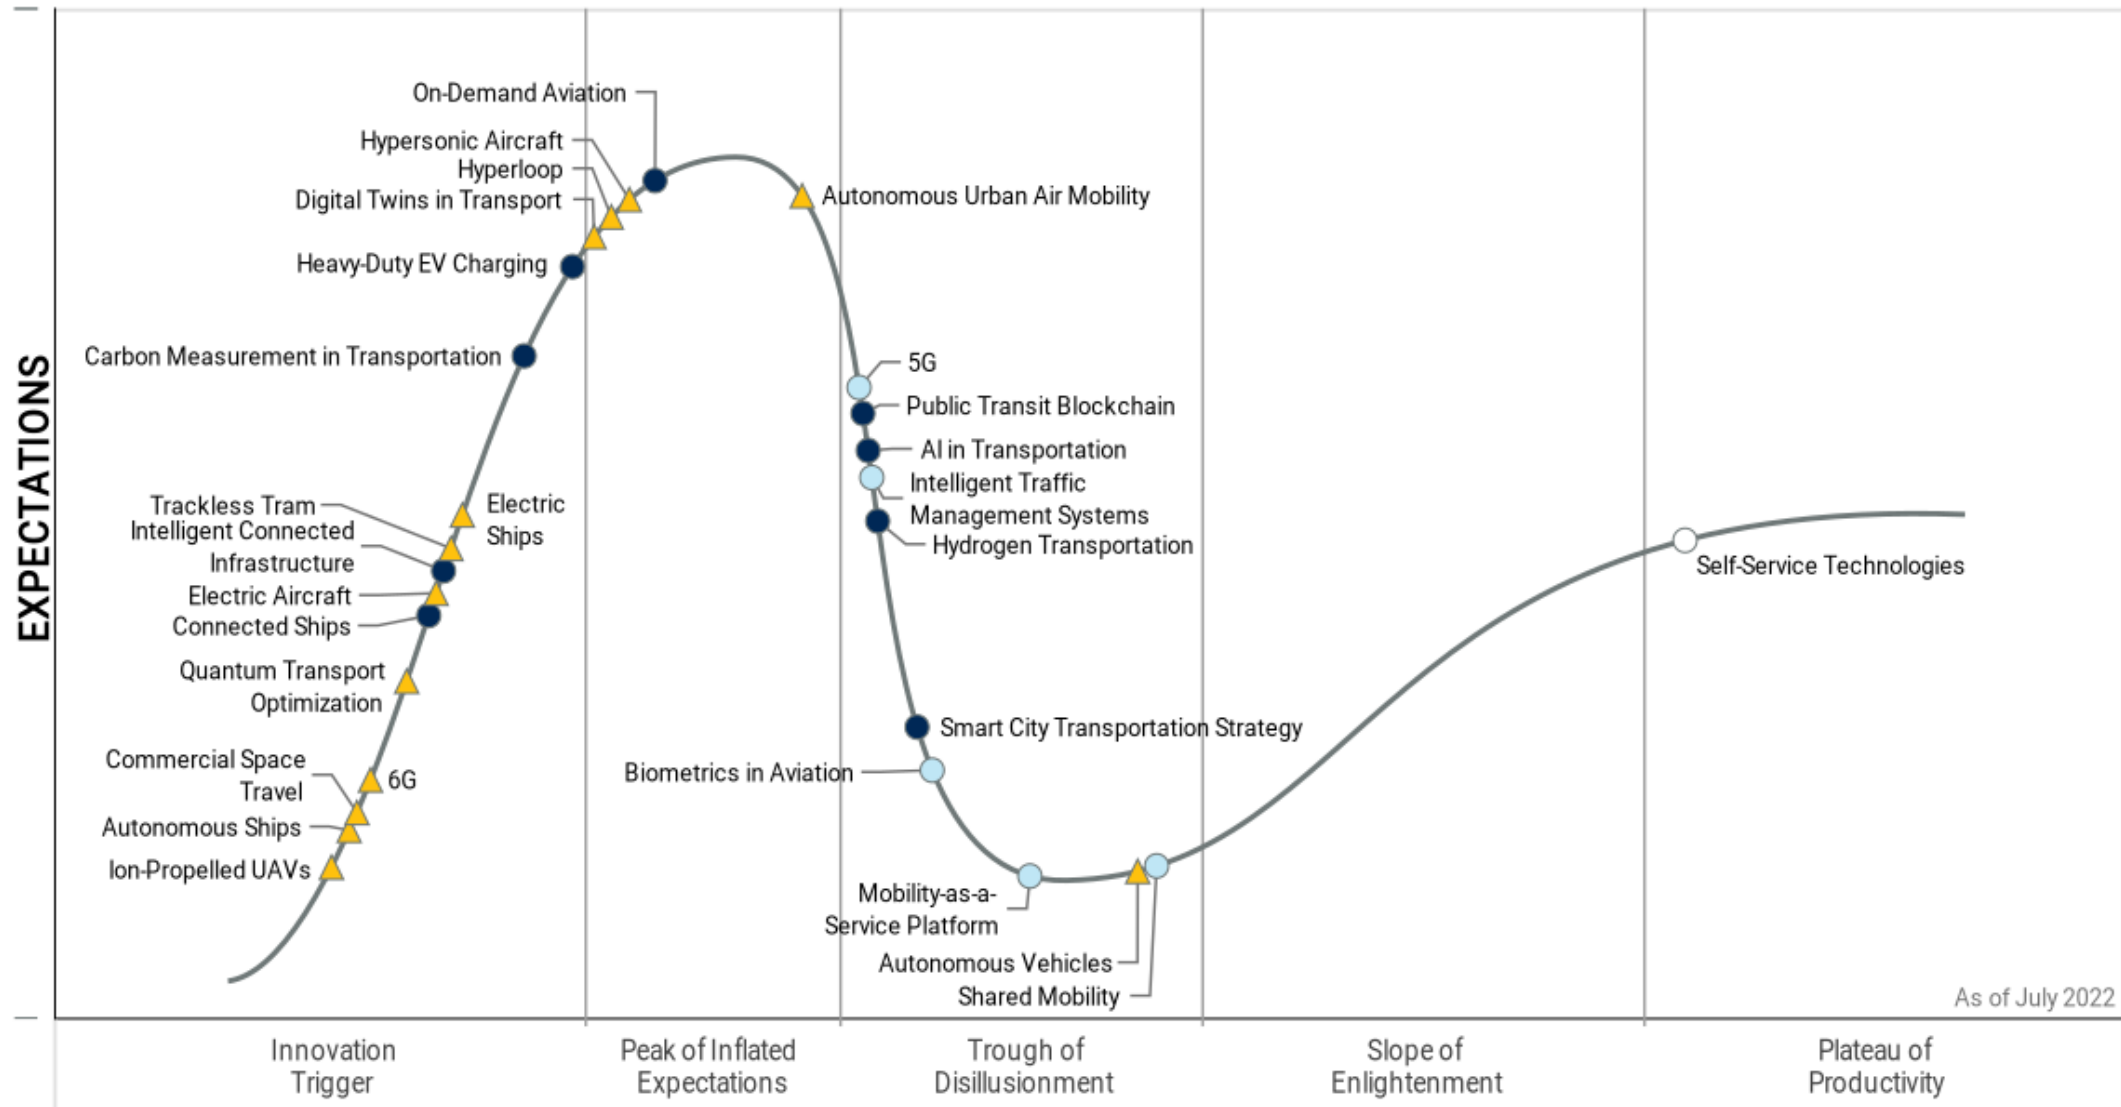 On-Demand Aviation
Hypersonic Aircraft
Hyperloop
Digital Twins in Transport
Autonomous Urban Air Mobility
Heavy-Duty EV Charging
Carbon Measurement in Transportation
5G
Public Transit Blockchain
AI in Transportation
Intelligent Traffic
Management Systems
Hydrogen Transportation
EXPECTATIONS
Trackless Tram
Electric
Ships
Intelligent Connected
Infrastructure
Electric Aircraft
Connected Ships
Self-Service Technologies
Quantum Transport
Optimization
Smart City Transportation Strategy
Commercial Space
Travel
6G
Biometrics in Aviation
Autonomous Ships
Ion-Propelled UAVs
Mobility-as-a-
Service Platform
Autonomous Vehicles
Shared Mobility
As of July 2022
Innovation
Trigger
Peak of Inflated
Expectations
Trough of
Disillusionment
Slope of
Enlightenment
Plateau of
Productivity